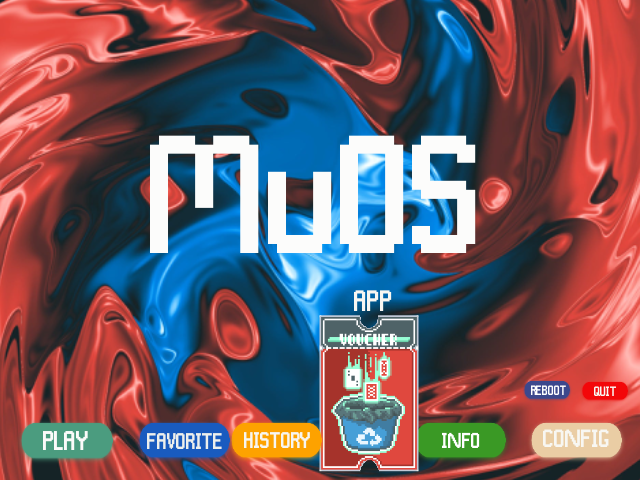 MuOS
APP
VOUCHER
REBOOT
QUIT
PLAY
FAVORITE
HISTORY
INFO
CONFIG